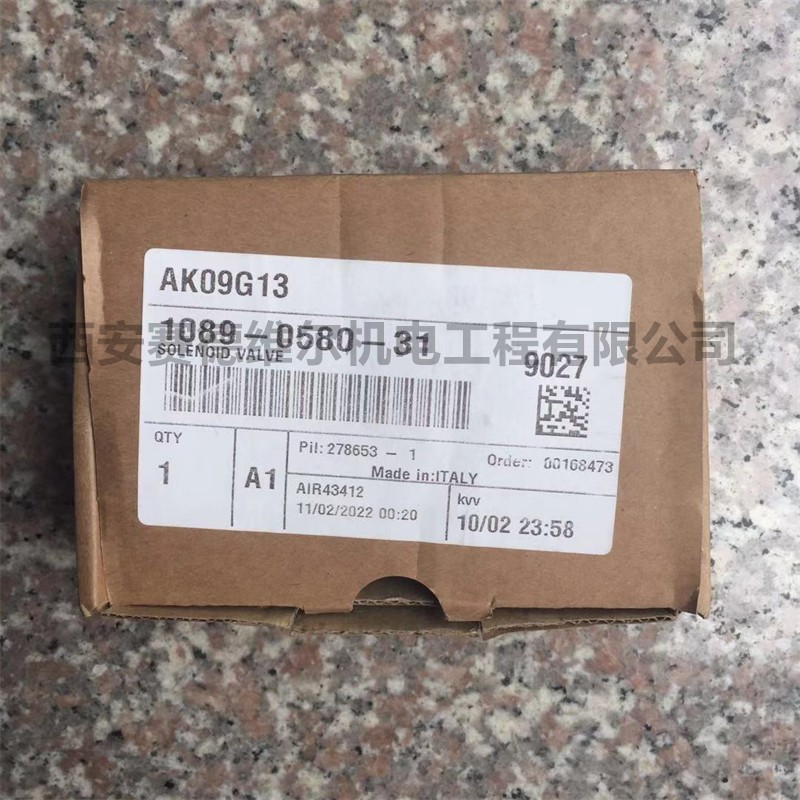 AK09G13
1089-0580-31
西安赛德维尔机电工程有限公司
SOLENOID VALVE
9027
QTY
1
A1
Pil: 278653 - 1
Order: 00168473
Made in:ITALY
AIR43412
11/02/2022 00:20
kvv
10/02 23:58